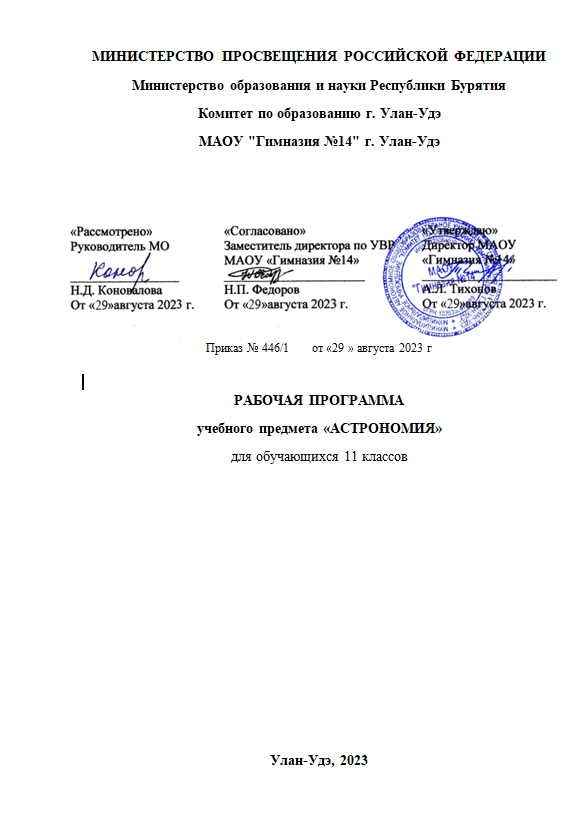 МИНИСТЕРСТВО ПРОСВЕЩЕНИЯ РОССИЙСКОЙ ФЕДЕРАЦИИ
Министерство образования и науки Республики Бурятия
Комитет по образованию г. Улан-Удэ
МАОУ "Гимназия №14" г. Улан-Удэ
«Рассмотрено»
Руководитель МО
Н.Д. Коновалова
От «29»августа 2023 г.
«Согласовано»
Заместитель директора по УВР
МАОУ «Гимназия №14»
Н.П. Федоров
От «29»августа 2023 г.
«Утверждаю»
Директор МАОУ
«Гимназия №14»
А.Л. Тихонов
От «29»августа 2023 г.
МАОУ
"Гимназия №14"
Приказ № 446/1 от «29 » августа 2023 г
РАБОЧАЯ ПРОГРАММА
учебного предмета «АСТРОНОМИЯ»
для обучающихся 11 классов
Улан-Удэ, 2023